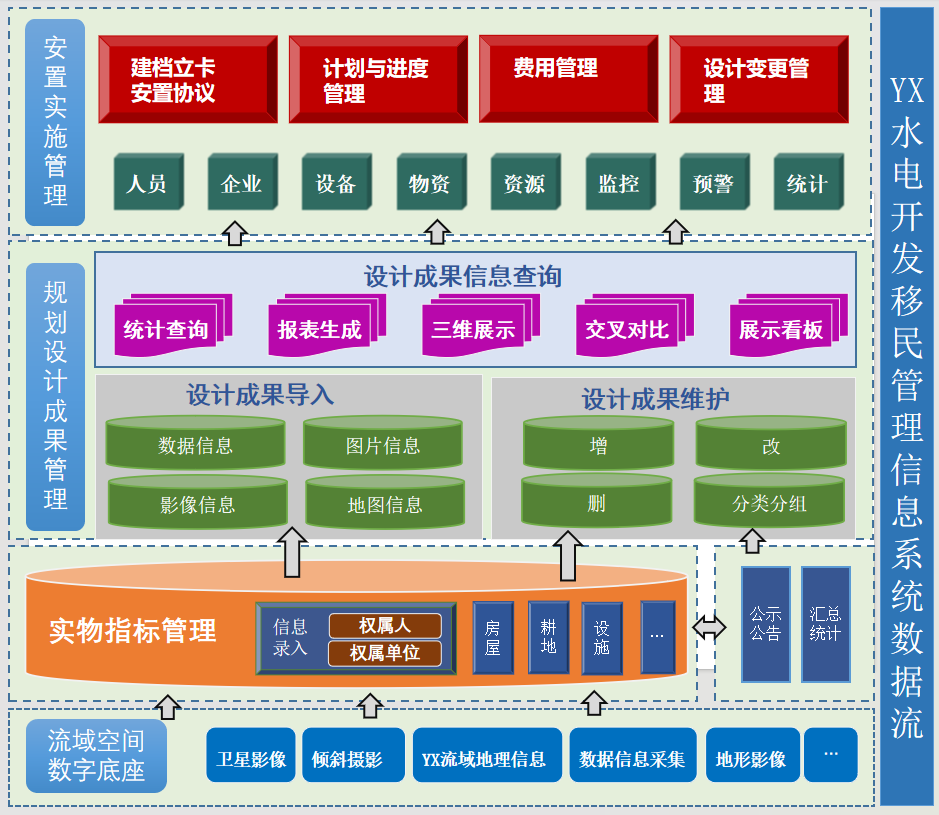 安置实施管理
建档立卡
安置协议
计划与进度
管理
费用管理
设计变更管
理
人员
企业
设备
物资
资源
监控
预警
统计
规划设计成果管理
设计成果信息查询
统计查询
报表生成
三维展示
交叉对比
展示看板
设计成果导入
数据信息
图片信息
影像信息
地图信息
设计成果维护
增
改
删
分类分组
实物指标管理
信息
录入
权属人
权属单位
房屋
耕地
设施
...
公示
公告
汇总
统计
流域空间
数字底座
卫星影像
倾斜摄影
YX流域地理信息
数据信息采集
地形影像
...
YX水电开发移民管理信息系统数据流